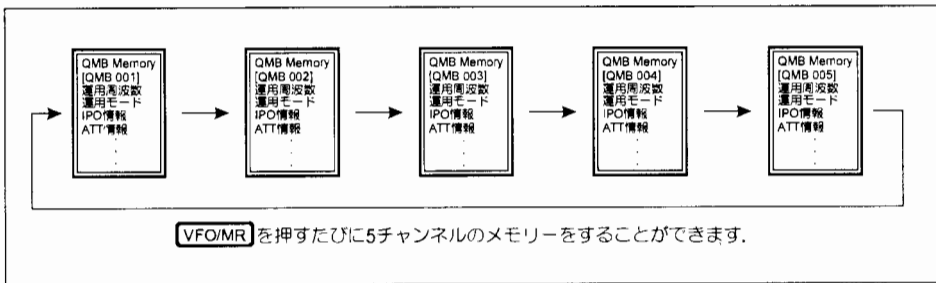 QMB Memory
[QMB 001]
運用周波数
運用モード
IPO情報
ATT情報
QMB Memory
[QMB 002]
運用周波数
運用モード
IPO情報
ATT情報
QMB Memory
[QMB 003]
運用周波数
運用モード
IPO情報
ATT情報
QMB Memory
[QMB 004]
運用周波数
運用モード
IPO情報
ATT情報
QMB Memory
[QMB 005]
運用周波数
運用モード
IPO情報
ATT情報
VFO/MR を押すたびに5チャンネルのメモリーをすることができます.